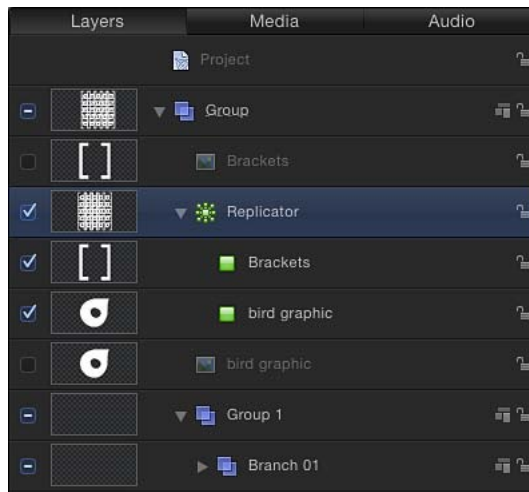 Layers Media Audio
Project
Group
Brackets
Replicator
Brackets
bird graphic
bird graphic
Group 1
Branch 01